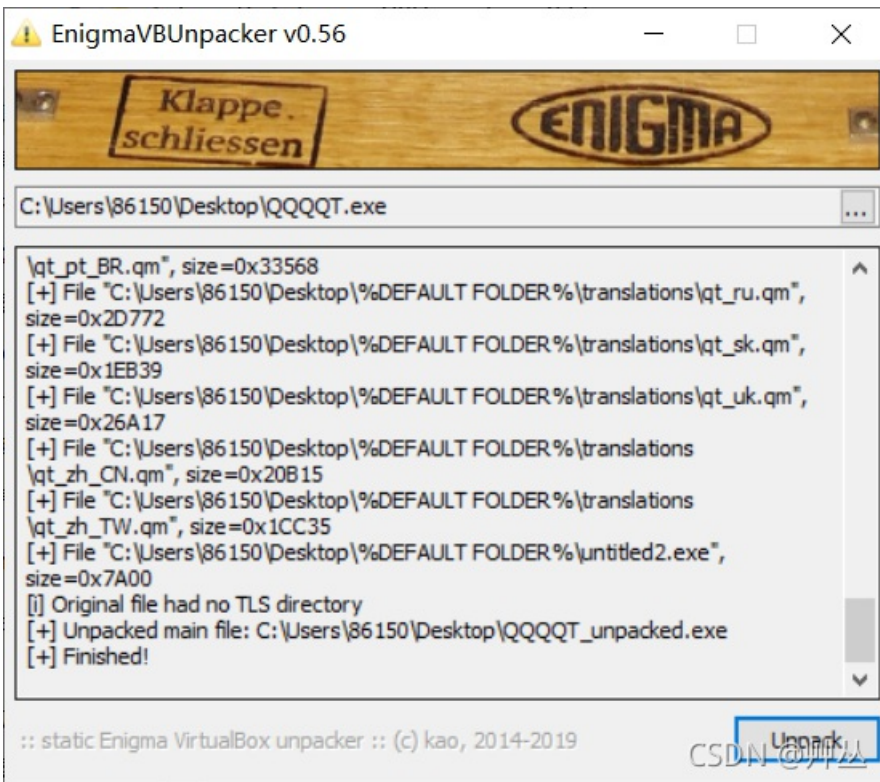 EnigmaVBUnpacker v0.56
Klappe.
schliessen
ENIGMA
C:\Users\86150\Desktop\QQQQT.exe
...
\qt_pt_BR.qm", size=0x33568
[+] File "C:\Users\86150\Desktop\%DEFAULT FOLDER%\translations\qt_ru.qm",
size=0x2D772
[+] File "C:\Users\86150\Desktop\%DEFAULT FOLDER%\translations\qt_sk.qm",
size=0x1EB39
[+] File "C:\Users\86150\Desktop\%DEFAULT FOLDER%\translations\qt_uk.qm",
size=0x26A17
[+] File "C:\Users\86150\Desktop\%DEFAULT FOLDER%\translations
\qt_zh_CN.qm", size=0x20B15
[+] File "C:\Users\86150\Desktop\%DEFAULT FOLDER%\translations
\qt_zh_TW.qm", size=0x1CC35
[+] File "C:\Users\86150\Desktop\%DEFAULT FOLDER%\untitled2.exe",
size=0x7A00
[i] Original file had no TLS directory
[+] Unpacked main file: C:\Users\86150\Desktop\QQQQT_unpacked.exe
[+] Finished!
:: static Enigma VirtualBox unpacker :: (c) kao, 2014-2019
Unpack
CSDN